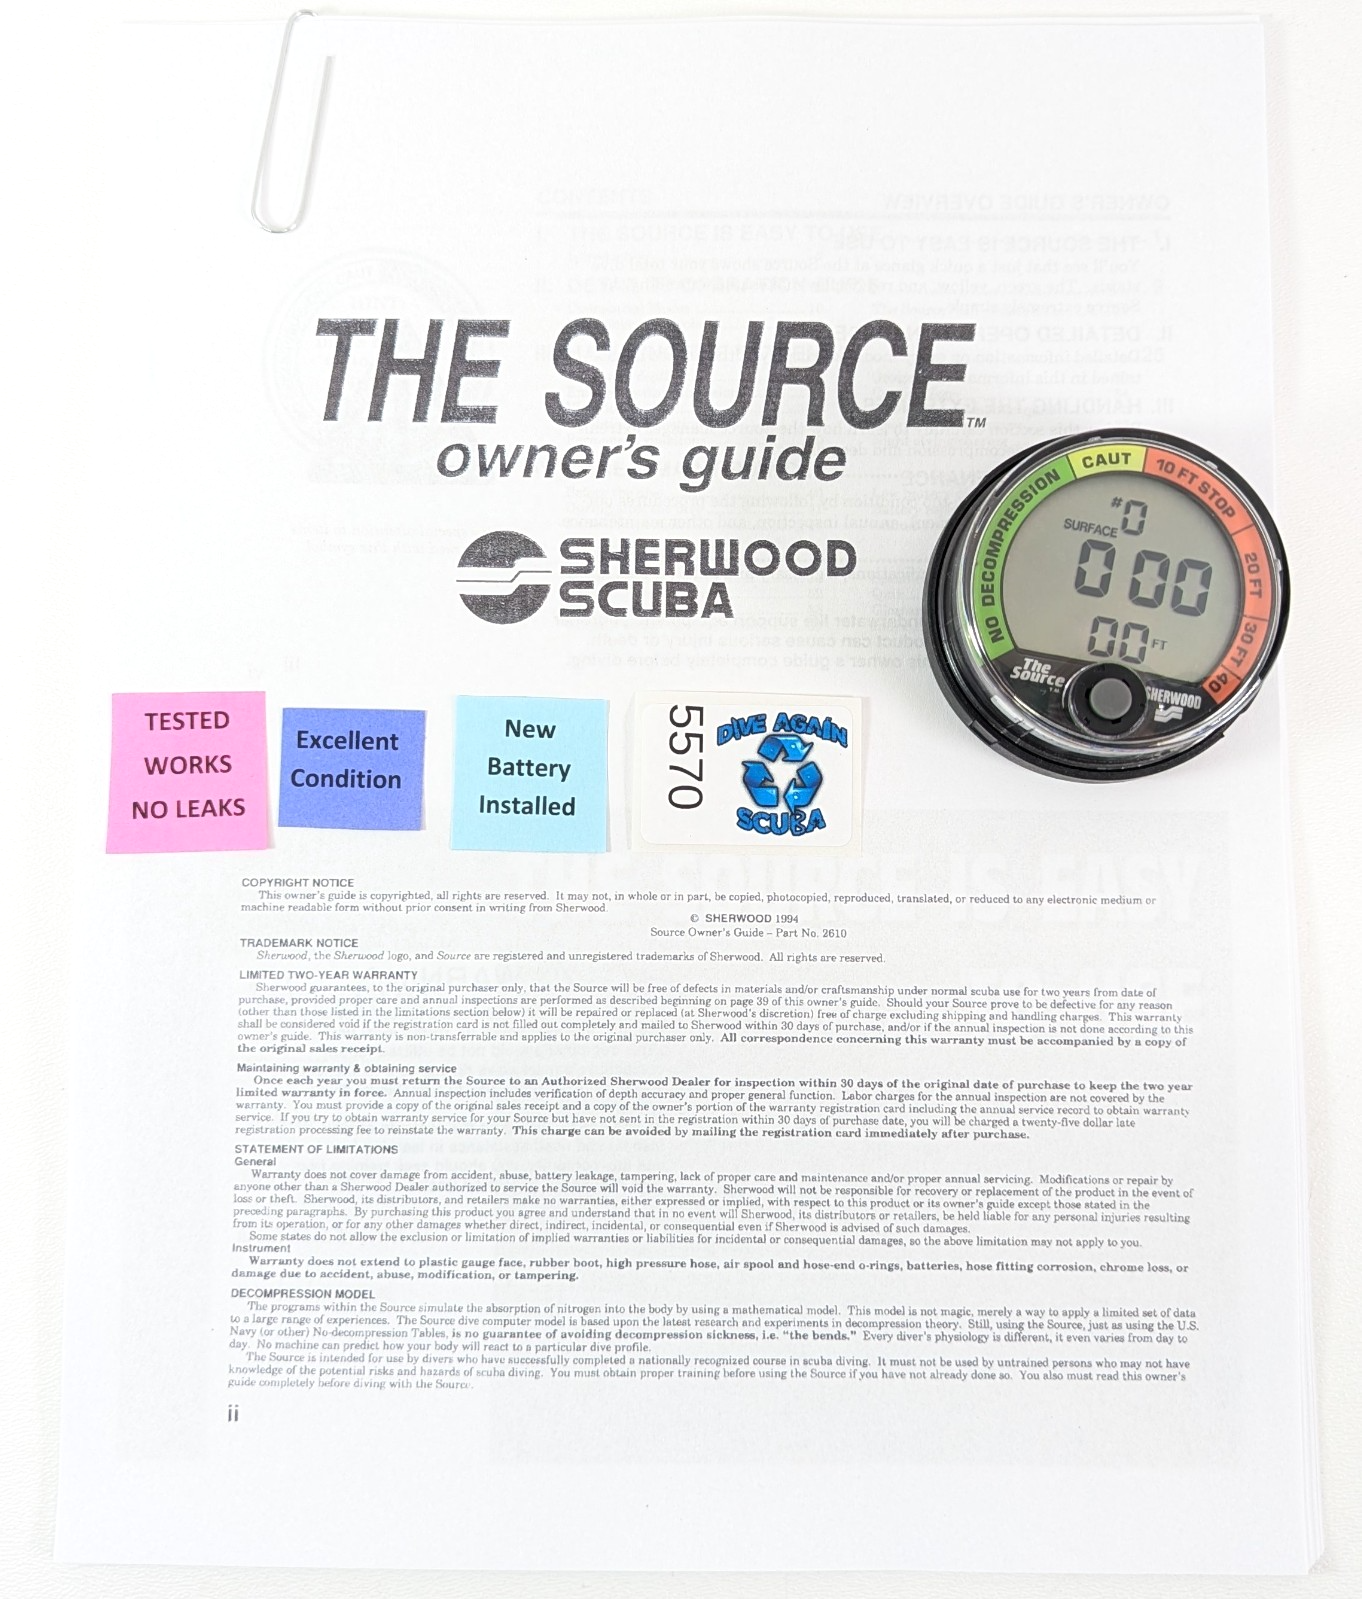 THE SOURCE™
owner's guide
SHERWOOD
SCUBA
NO DECOMPRESSION
CAUT
10 FT STOP
20 FT
30 FT
40
#0
SURFACE
0 00
00 FT
The
Source
T.M.
SHERWOOD
TESTED
WORKS
NO LEAKS
Excellent
Condition
New
Battery
Installed
5570
DIVE AGAIN
SCUBA
COPYRIGHT NOTICE
This owner's guide is copyrighted, all rights are reserved. It may not, in whole or in part, be copied, photocopied, reproduced, translated, or reduced to any electronic medium or
machine readable form without prior consent in writing from Sherwood.
© SHERWOOD 1994
Source Owner's Guide – Part No. 2610
TRADEMARK NOTICE
Sherwood, the Sherwood logo, and Source are registered and unregistered trademarks of Sherwood. All rights are reserved.
LIMITED TWO-YEAR WARRANTY
Sherwood guarantees, to the original purchaser only, that the Source will be free of defects in materials and/or craftsmanship under normal scuba use for two years from date of
purchase, provided proper care and annual inspections are performed as described beginning on page 39 of this owner's guide. Should your Source prove to be defective for any reason
(other than those listed in the limitations section below) it will be repaired or replaced (at Sherwood's discretion) free of charge excluding shipping and handling charges. This warranty
shall be considered void if the registration card is not filled out completely and mailed to Sherwood within 30 days of purchase, and/or if the annual inspection is not done according to this
owner's guide. This warranty is non-transferrable and applies to the original purchaser only. All correspondence concerning this warranty must be accompanied by a copy of
the original sales receipt.
Maintaining warranty & obtaining service
Once each year you must return the Source to an Authorized Sherwood Dealer for inspection within 30 days of the original date of purchase to keep the two year
limited warranty in force. Annual inspection includes verification of depth accuracy and proper general function. Labor charges for the annual inspection are not covered by the
warranty. You must provide a copy of the original sales receipt and a copy of the owner's portion of the warranty registration card including the annual service record to obtain warranty
service. If you try to obtain warranty service for your Source but have not sent in the registration within 30 days of purchase date, you will be charged a twenty-five dollar late
registration processing fee to reinstate the warranty. This charge can be avoided by mailing the registration card immediately after purchase.
STATEMENT OF LIMITATIONS
General
Warranty does not cover damage from accident, abuse, battery leakage, tampering, lack of proper care and maintenance and/or proper annual servicing. Modifications or repair by
anyone other than a Sherwood Dealer authorized to service the Source will void the warranty. Sherwood will not be responsible for recovery or replacement of the product in the event of
loss or theft. Sherwood, its distributors, and retailers make no warranties, either expressed or implied, with respect to this product or its owner's guide except those stated in the
preceding paragraphs. By purchasing this product you agree and understand that in no event will Sherwood, its distributors or retailers, be held liable for any personal injuries resulting
from its operation, or for any other damages whether direct, indirect, incidental, or consequential even if Sherwood is advised of such damages.
Some states do not allow the exclusion or limitation of implied warranties or liabilities for incidental or consequential damages, so the above limitation may not apply to you.
Instrument
Warranty does not extend to plastic gauge face, rubber boot, high pressure hose, air spool and hose-end o-rings, batteries, hose fitting corrosion, chrome loss, or
damage due to accident, abuse, modification, or tampering.
DECOMPRESSION MODEL
The programs within the Source simulate the absorption of nitrogen into the body by using a mathematical model. This model is not magic, merely a way to apply a limited set of data
to a large range of experiences. The Source dive computer model is based upon the latest research and experiments in decompression theory. Still, using the Source, just as using the U.S.
Navy (or other) No-decompression Tables, is no guarantee of avoiding decompression sickness, i.e. "the bends." Every diver's physiology is different, it even varies from day to
day. No machine can predict how your body will react to a particular dive profile.
The Source is intended for use by divers who have successfully completed a nationally recognized course in scuba diving. It must not be used by untrained persons who may not have
knowledge of the potential risks and hazards of scuba diving. You must obtain proper training before using the Source if you have not already done so. You also must read this owner's
guide completely before diving with the Source.
ii